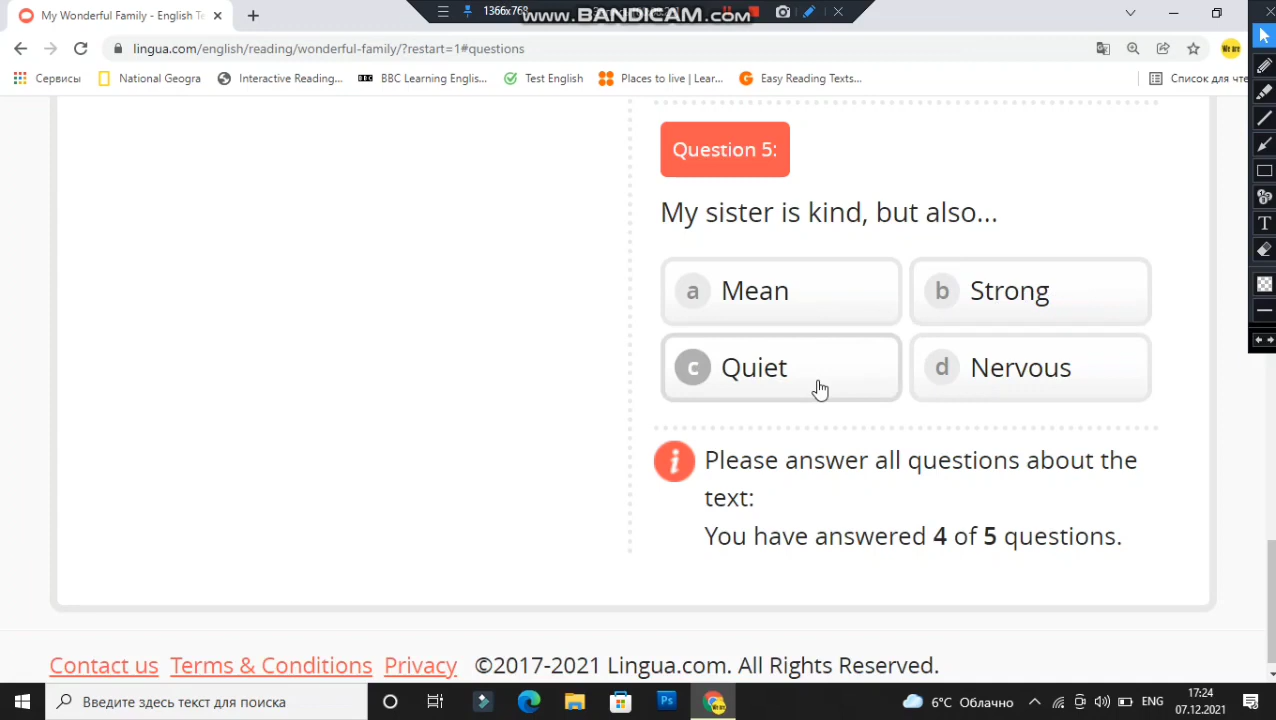 My Wonderful Family - English Te
1366x768
www.BANDICAM.com
lingua.com/english/reading/wonderful-family/?restart=1#questions
Сервисы
National Geogra
Interactive Reading...
BBC Learning Englis...
Test English
Places to live | Lear...
Easy Reading Texts...
Список для чте
We are
Question 5:
My sister is kind, but also...
a Mean
b Strong
c Quiet
d Nervous
Please answer all questions about the
text:
You have answered 4 of 5 questions.
Contact us Terms & Conditions Privacy ©2017-2021 Lingua.com. All Rights Reserved.
Введите здесь текст для поиска
Ps
6°C Облачно
ENG
17:24
07.12.2021